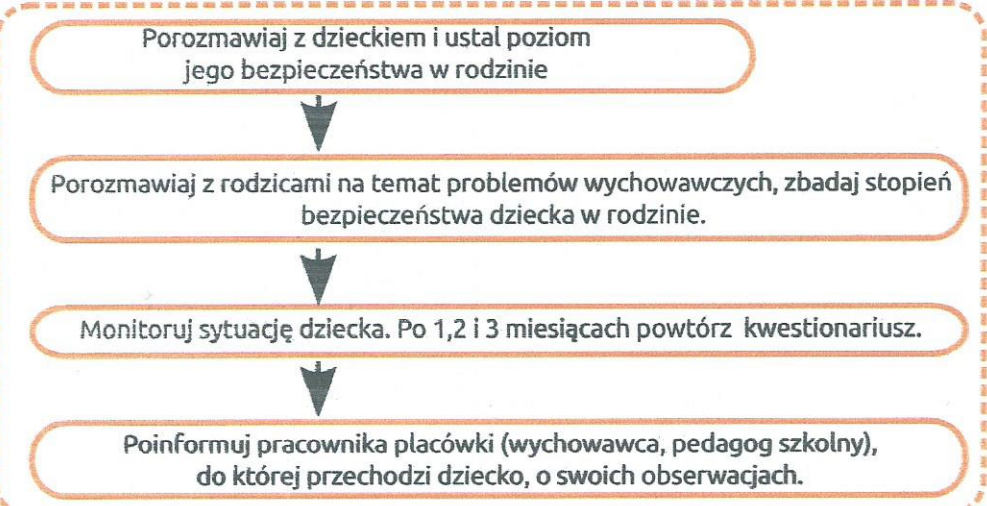 Porozmawiaj z dzieckiem i ustal poziom
jego bezpieczeństwa w rodzinie
Porozmawiaj z rodzicami na temat problemów wychowawczych, zbadaj stopień
bezpieczeństwa dziecka w rodzinie.
Monitoruj sytuację dziecka. Po 1,2 i 3 miesiącach powtórz kwestionariusz.
Poinformuj pracownika placówki (wychowawca, pedagog szkolny),
do której przechodzi dziecko, o swoich obserwacjach.